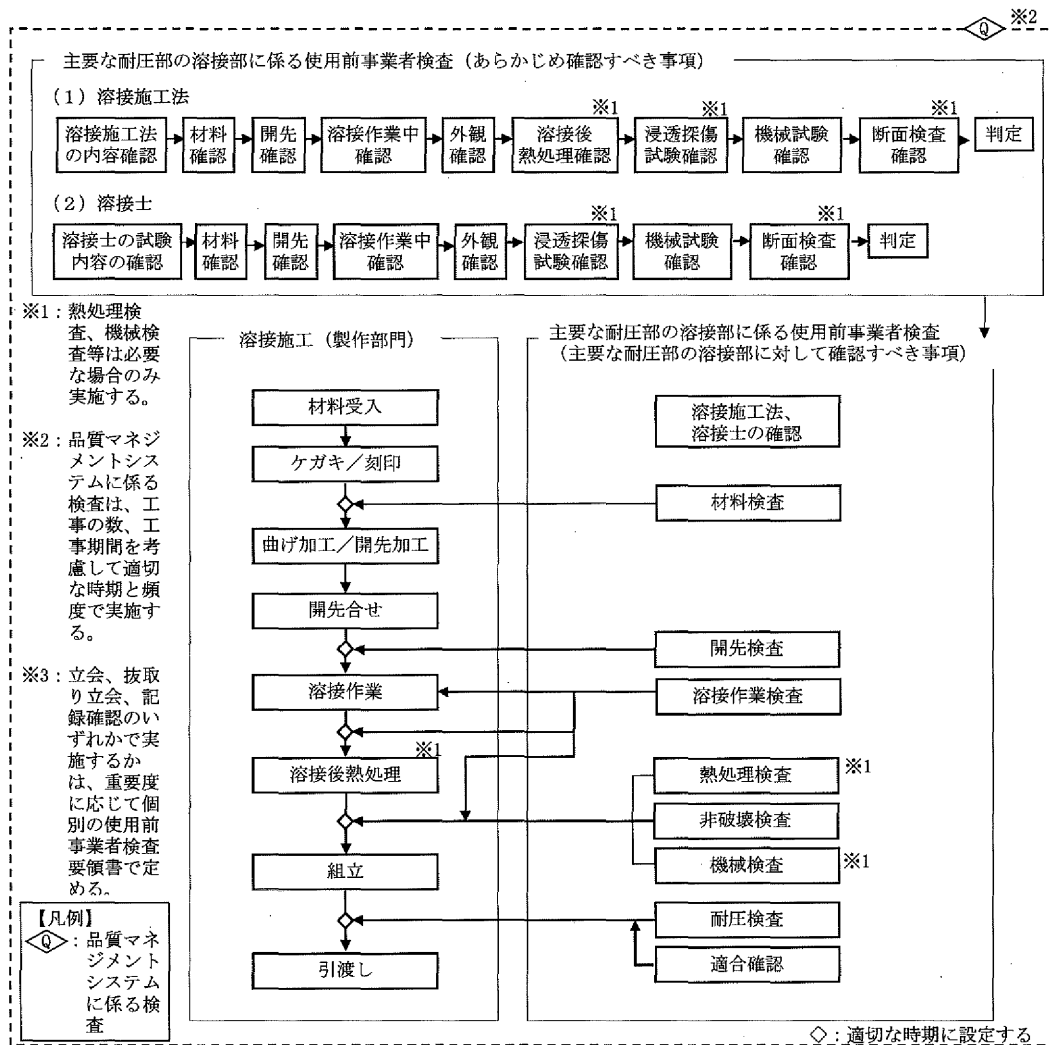 Q ※2
主要な耐圧部の溶接部に係る使用前事業者検査（あらかじめ確認すべき事項）
（1）溶接施工法
※1
※1
※1
溶接施工法
の内容確認
材料
確認
開先
確認
溶接作業中
確認
外観
確認
溶接後
熱処理確認
浸透探傷
試験確認
機械試験
確認
断面検査
確認
判定
（2）溶接士
※1
※1
溶接士の試験
内容の確認
材料
確認
開先
確認
溶接作業中
確認
外観
確認
浸透探傷
試験確認
機械試験
確認
断面検査
確認
判定
※1：熱処理検
査、機械検
査等は必要
な場合のみ
実施する。
※2：品質マネジ
メントシス
テムに係る
検査は、工
事の数、工
事期間を考
慮して適切
な時期と頻
度で実施す
る。
※3：立会、抜取
り立会、記
録確認のい
ずれかで実
施するか
は、重要度
に応じて個
別の使用前
事業者検査
要領書で定
める。
【凡例】
Q：品質マネ
ジメント
システム
に係る検
査
溶接施工（製作部門）
材料受入
ケガキ／刻印
曲げ加工／開先加工
開先合せ
溶接作業
※1
溶接後熱処理
組立
引渡し
主要な耐圧部の溶接部に係る使用前事業者検査
（主要な耐圧部の溶接部に対して確認すべき事項）
溶接施工法、
溶接士の確認
材料検査
開先検査
溶接作業検査
熱処理検査 ※1
非破壊検査
機械検査 ※1
耐圧検査
適合確認
◇：適切な時期に設定する